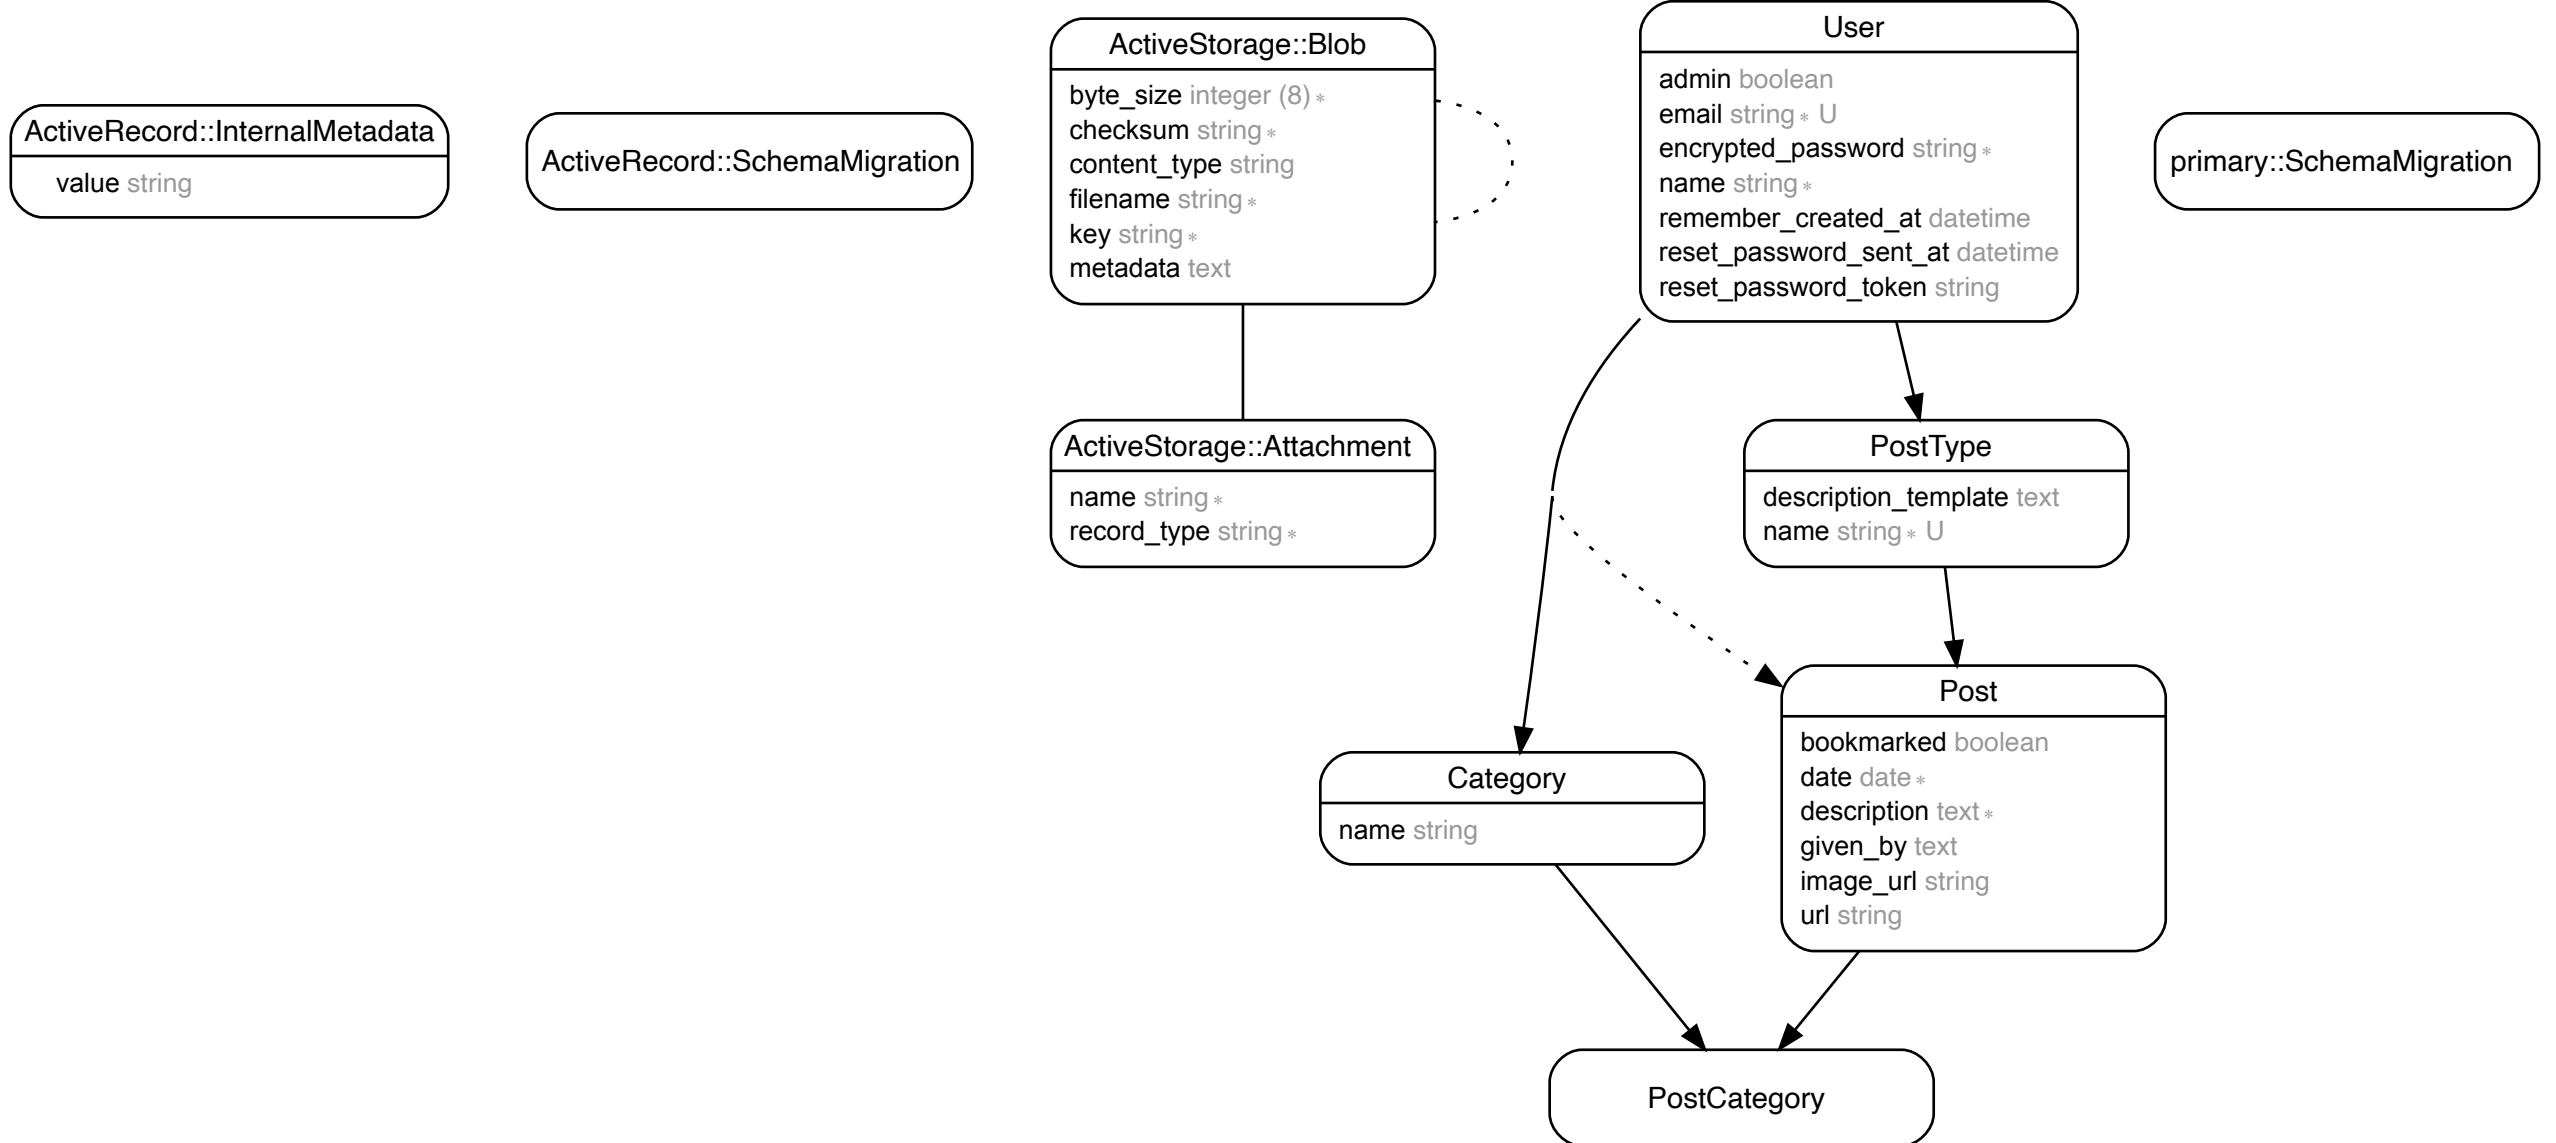 ActiveRecord::InternalMetadata
value string
ActiveRecord::SchemaMigration
ActiveStorage::Blob
byte_size integer (8) ∗
checksum string ∗
content_type string
filename string ∗
key string ∗
metadata text
User
admin boolean
email string ∗ U
encrypted_password string ∗
name string ∗
remember_created_at datetime
reset_password_sent_at datetime
reset_password_token string
primary::SchemaMigration
ActiveStorage::Attachment
name string ∗
record_type string ∗
PostType
description_template text
name string ∗ U
Category
name string
Post
bookmarked boolean
date date ∗
description text ∗
given_by text
image_url string
url string
PostCategory